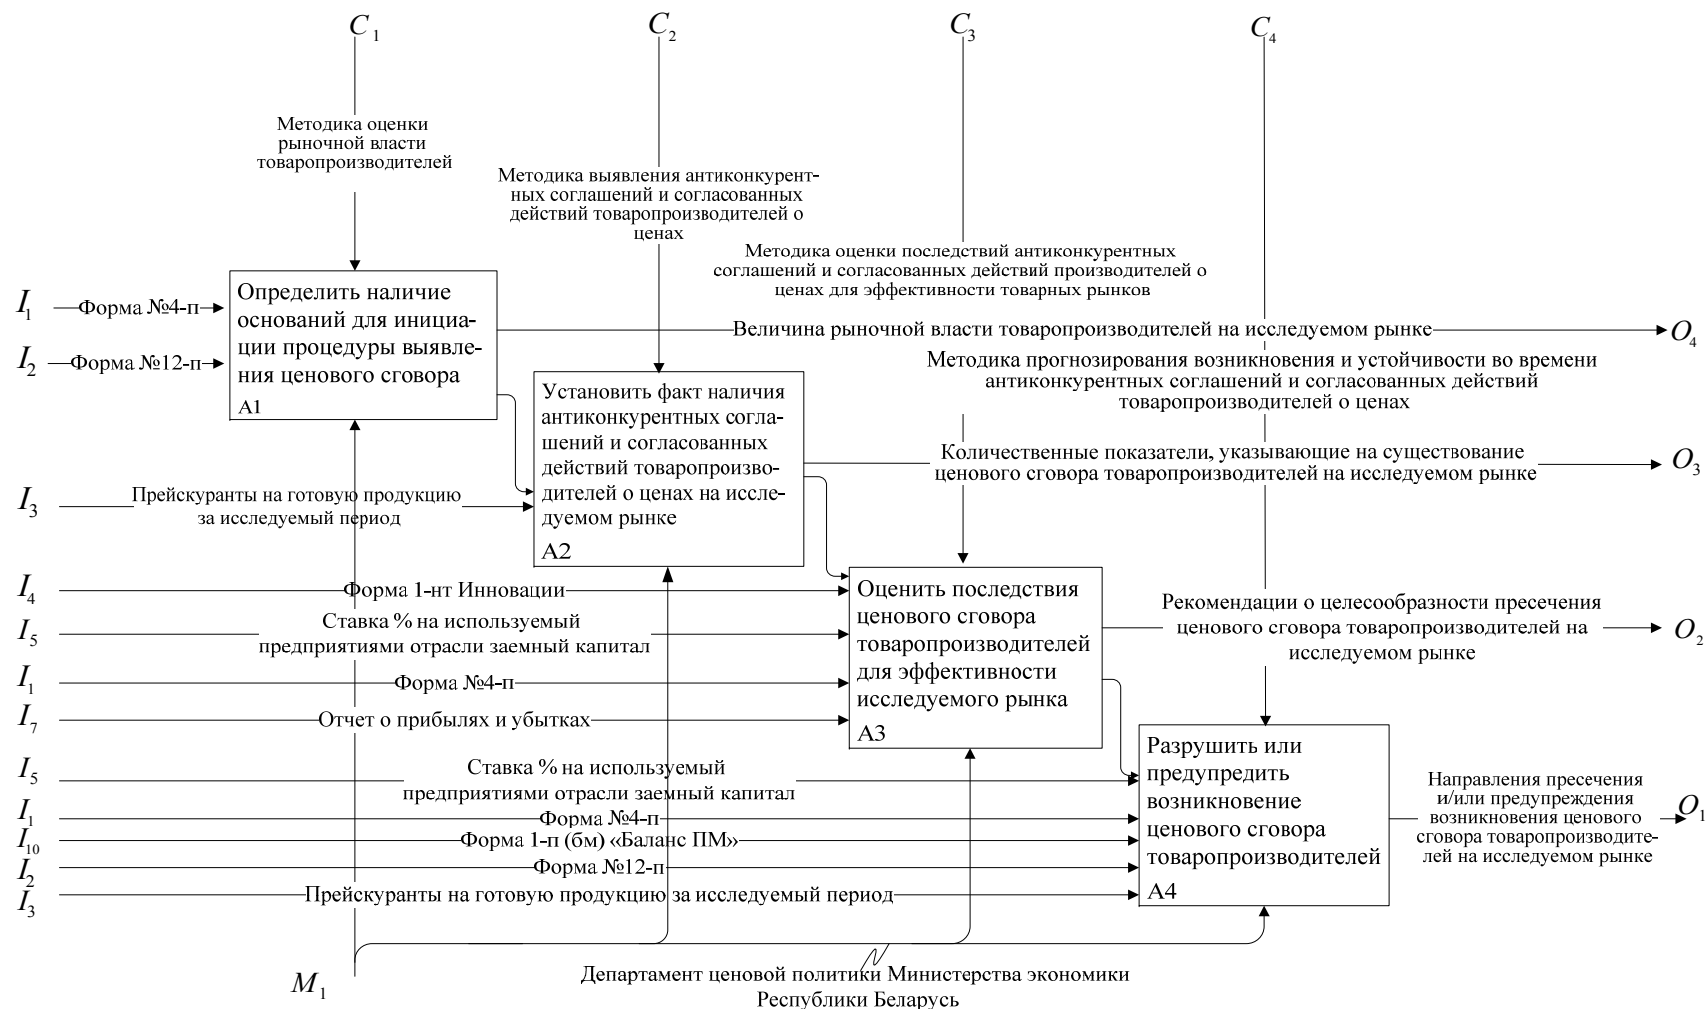 C1
C2
C3
C4
Методика оценки
рыночной власти
товаропроизводителей
Методика выявления антиконкурент-
ных соглашений и согласованных
действий товаропроизводителей о
ценах
Методика оценки последствий антиконкурентных
соглашений и согласованных действий производителей о
ценах для эффективности товарных рынков
I1
Форма №4-п
I2
Форма №12-п
Определить наличие
оснований для иници-
ации процедуры выявле-
ния ценового сговора
A1
Величина рыночной власти товаропроизводителей на исследуемом рынке
O4
Методика прогнозирования возникновения и устойчивости во времени
антиконкурентных соглашений и согласованных действий
товаропроизводителей о ценах
Установить факт наличия
антиконкурентных согла-
шений и согласованных
действий товаропроизво-
дителей о ценах на иссле-
дуемом рынке
A2
Количественные показатели, указывающие на существование
ценового сговора товаропроизводителей на исследуемом рынке
O3
I3
Прейскуранты на готовую продукцию
за исследуемый период
I4
Форма 1-нт Инновации
I5
Ставка % на используемый
предприятиями отрасли заемный капитал
I1
Форма №4-п
I7
Отчет о прибылях и убытках
Оценить последствия
ценового сговора
товаропроизводителей
для эффективности
исследуемого рынка
A3
Рекомендации о целесообразности пресечения
ценового сговора товаропроизводителей на
исследуемом рынке
O2
I5
Ставка % на используемый
предприятиями отрасли заемный капитал
I1
Форма №4-п
I10
Форма 1-п (бм) «Баланс ПМ»
I2
Форма №12-п
I3
Прейскуранты на готовую продукцию за исследуемый период
Разрушить или
предупредить
возникновение
ценового сговора
товаропроизводителей
A4
Направления пресечения
и/или предупреждения
возникновения ценового
сговора товаропроизводите-
лей на исследуемом рынке
O1
M1
Департамент ценовой политики Министерства экономики
Республики Беларусь